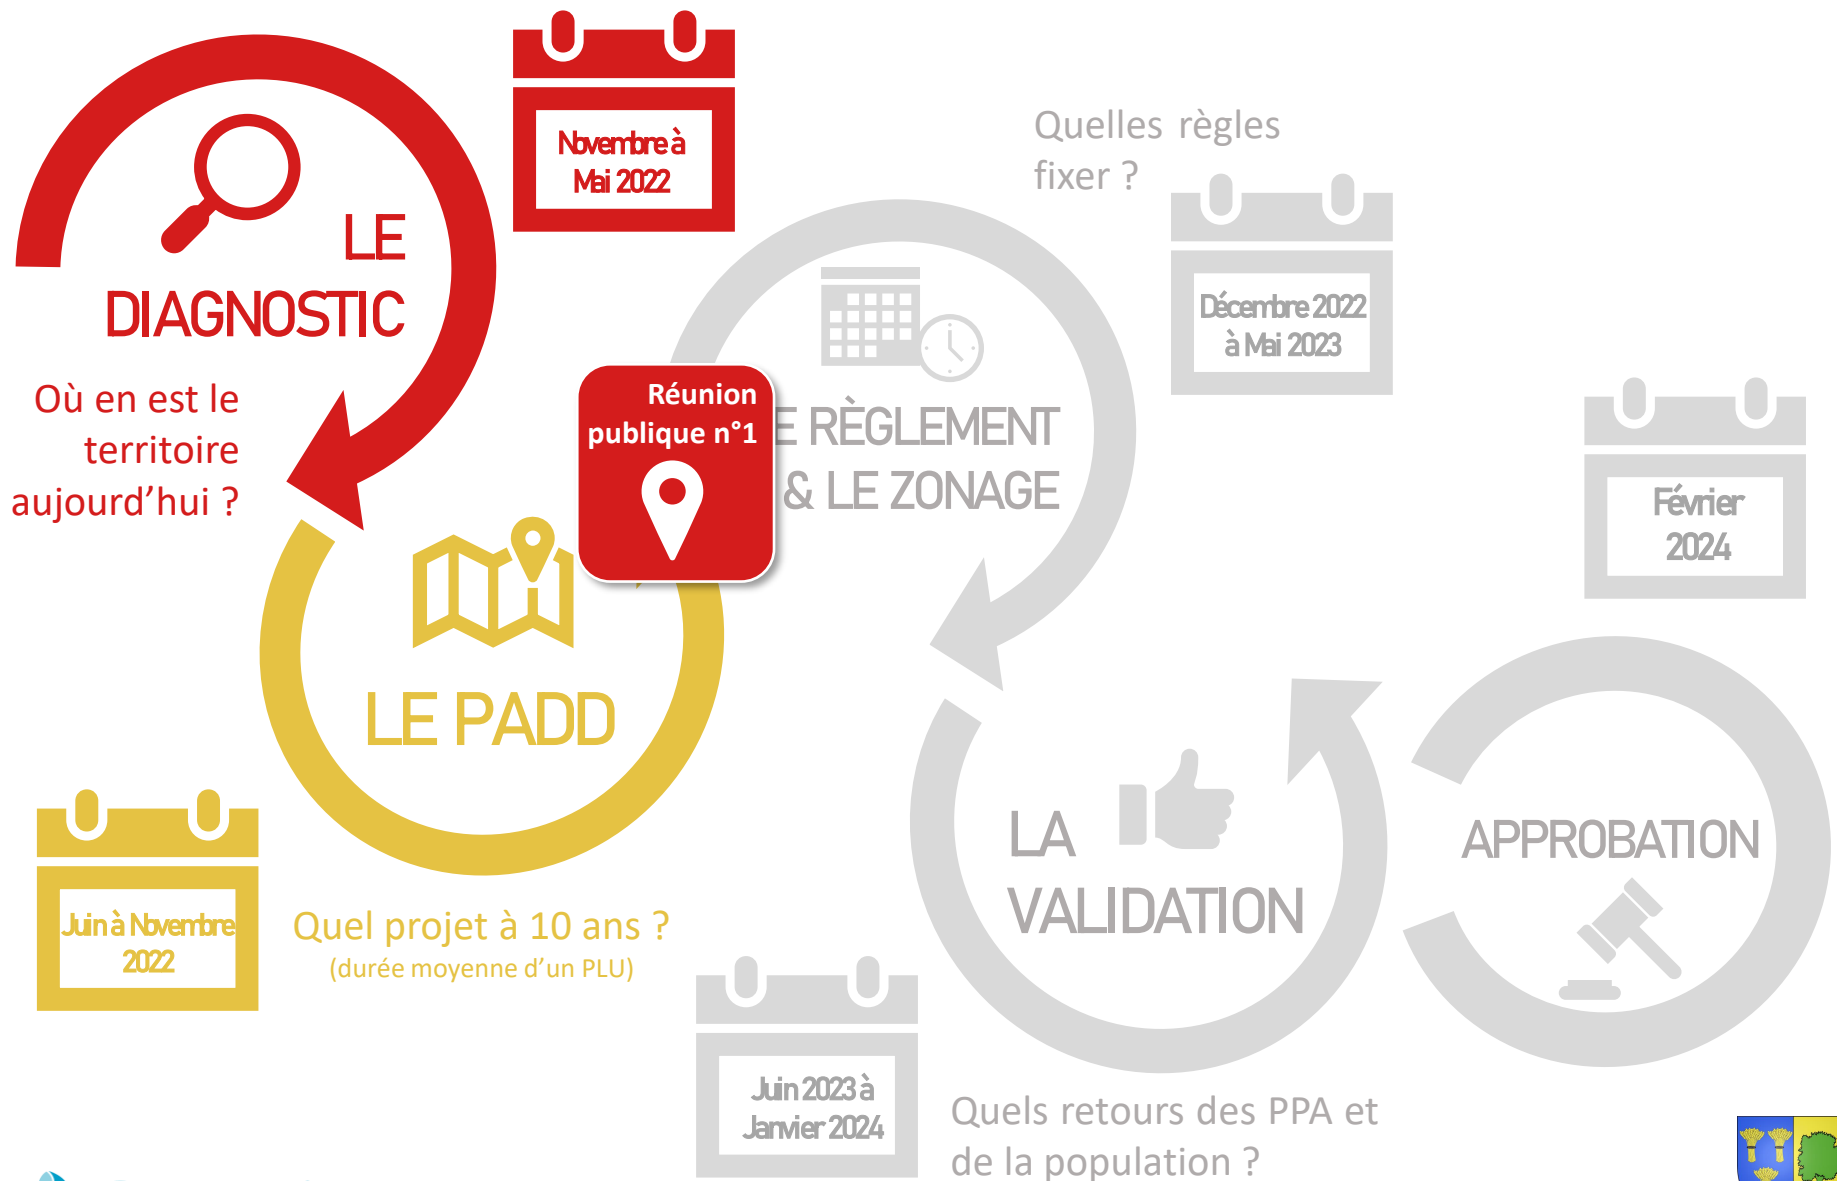 Novembre à
Mai 2022
LE
DIAGNOSTIC
Où en est le
territoire
aujourd’hui ?
Réunion
publique n°1
Quelles règles
fixer ?
Décembre 2022
à Mai 2023
E RÈGLEMENT
& LE ZONAGE
Février
2024
LE PADD
Juin à Novembre
2022
Quel projet à 10 ans ?
(durée moyenne d’un PLU)
LA
VALIDATION
APPROBATION
Juin 2023 à
Janvier 2024
Quels retours des PPA et
de la population ?